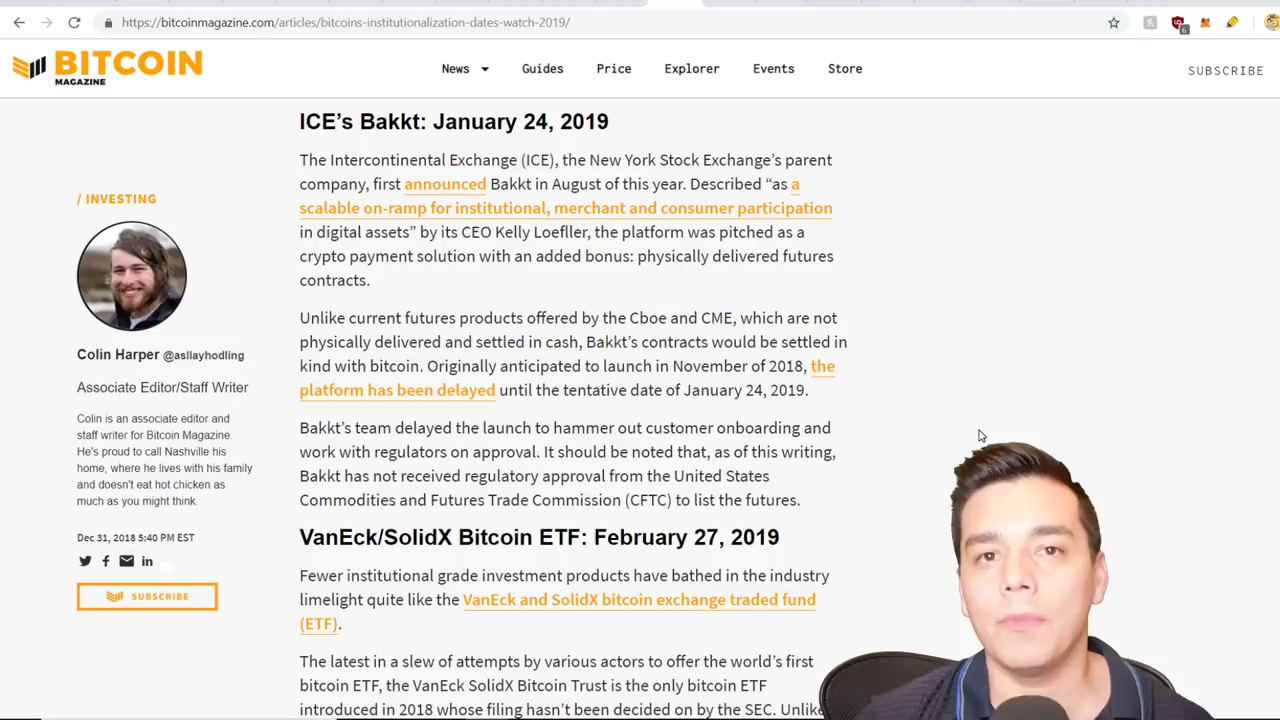 https://bitcoinmagazine.com/articles/bitcoins-institutionalization-dates-watch-2019/
6
BITCOIN
MAGAZINE
News
Guides
Price
Explorer
Events
Store
SUBSCRIBE
/ INVESTING
Colin Harper @asllayhodling
Associate Editor/Staff Writer
Colin is an associate editor and
staff writer for Bitcoin Magazine.
He's proud to call Nashville his
home, where he lives with his family
and doesn't eat hot chicken as
much as you might think.
Dec 31, 2018 5:40 PM EST
SUBSCRIBE
ICE's Bakkt: January 24, 2019
The Intercontinental Exchange (ICE), the New York Stock Exchange's parent
company, first announced Bakkt in August of this year. Described “as a
scalable on-ramp for institutional, merchant and consumer participation
in digital assets” by its CEO Kelly Loefller, the platform was pitched as a
crypto payment solution with an added bonus: physically delivered futures
contracts.
Unlike current futures products offered by the Cboe and CME, which are not
physically delivered and settled in cash, Bakkt's contracts would be settled in
kind with bitcoin. Originally anticipated to launch in November of 2018, the
platform has been delayed until the tentative date of January 24, 2019.
Bakkt's team delayed the launch to hammer out customer onboarding and
work with regulators on approval. It should be noted that, as of this writing,
Bakkt has not received regulatory approval from the United States
Commodities and Futures Trade Commission (CFTC) to list the futures.
VanEck/SolidX Bitcoin ETF: February 27, 2019
Fewer institutional grade investment products have bathed in the industry
limelight quite like the VanEck and SolidX bitcoin exchange traded fund
(ETF).
The latest in a slew of attempts by various actors to offer the world's first
bitcoin ETF, the VanEck SolidX Bitcoin Trust is the only bitcoin ETF
introduced in 2018 whose filing hasn't been decided on by the SEC. Unlike